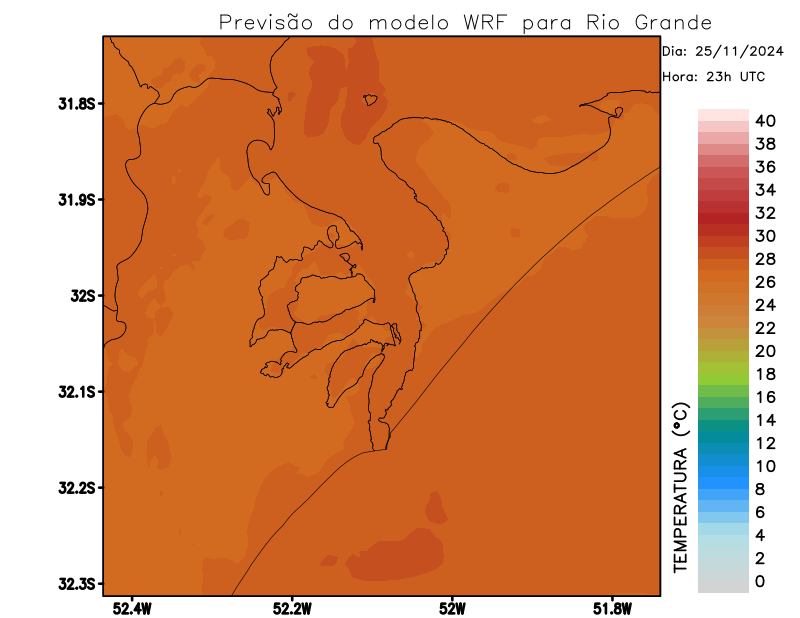 Previsão do modelo WRF para Rio Grande
Dia: 25/11/2024
Hora: 23h UTC
31.8S
31.9S
32S
32.1S
32.2S
32.3S
52.4W
52.2W
52W
51.8W
TEMPERATURA (°C)
40
38
36
34
32
30
28
26
24
22
20
18
16
14
12
10
8
6
4
2
0